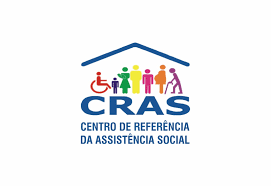 CRAS
CENTRO DE REFERÊNCIA
DA ASSISTÊNCIA SOCIAL